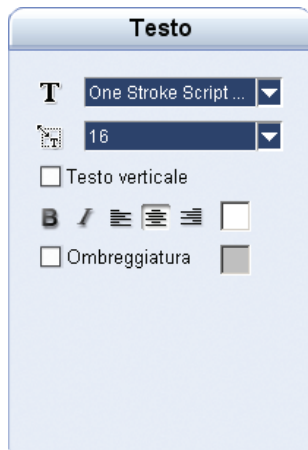 Testo
T One Stroke Script ...
T 16
Testo verticale
B I
Ombreggiatura